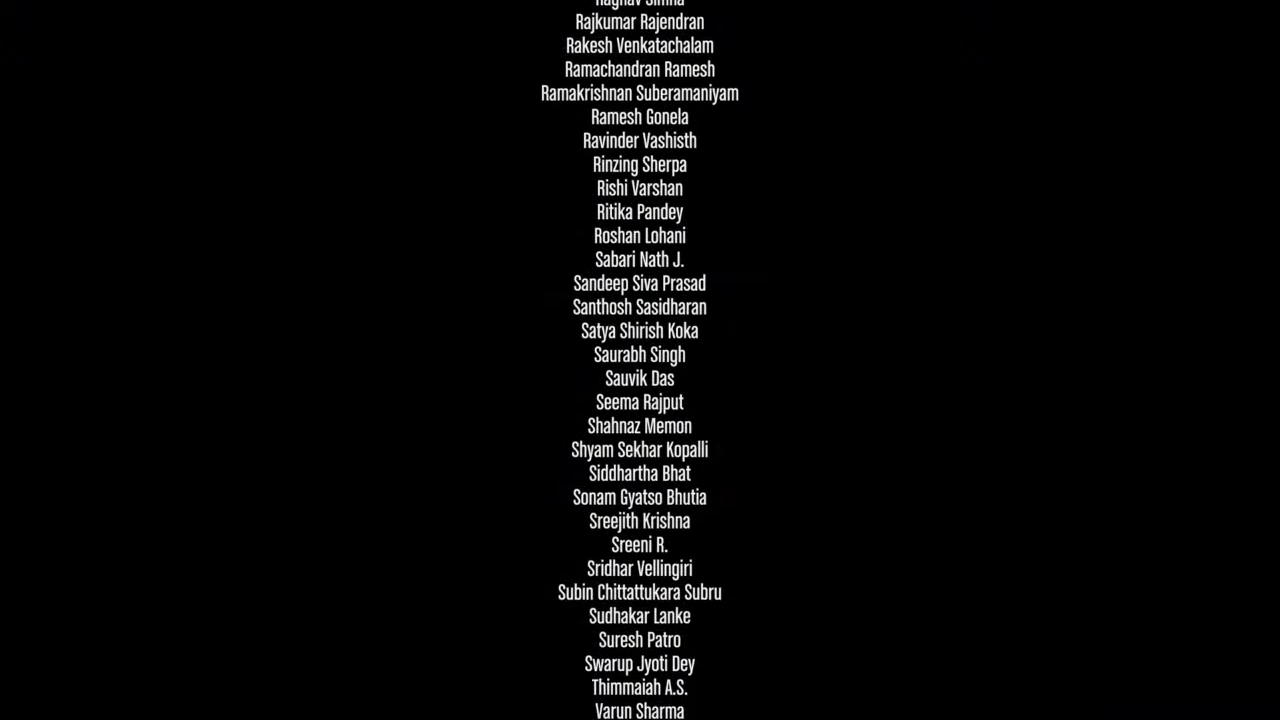 Raghav Simha
Rajkumar Rajendran
Rakesh Venkatachalam
Ramachandran Ramesh
Ramakrishnan Suberamaniyam
Ramesh Gonela
Ravinder Vashisth
Rinzing Sherpa
Rishi Varshan
Ritika Pandey
Roshan Lohani
Sabari Nath J.
Sandeep Siva Prasad
Santhosh Sasidharan
Satya Shirish Koka
Saurabh Singh
Sauvik Das
Seema Rajput
Shahnaz Memon
Shyam Sekhar Kopalli
Siddhartha Bhat
Sonam Gyatso Bhutia
Sreejith Krishna
Sreeni R.
Sridhar Vellingiri
Subin Chittattukara Subru
Sudhakar Lanke
Suresh Patro
Swarup Jyoti Dey
Thimmaiah A.S.
Varun Sharma